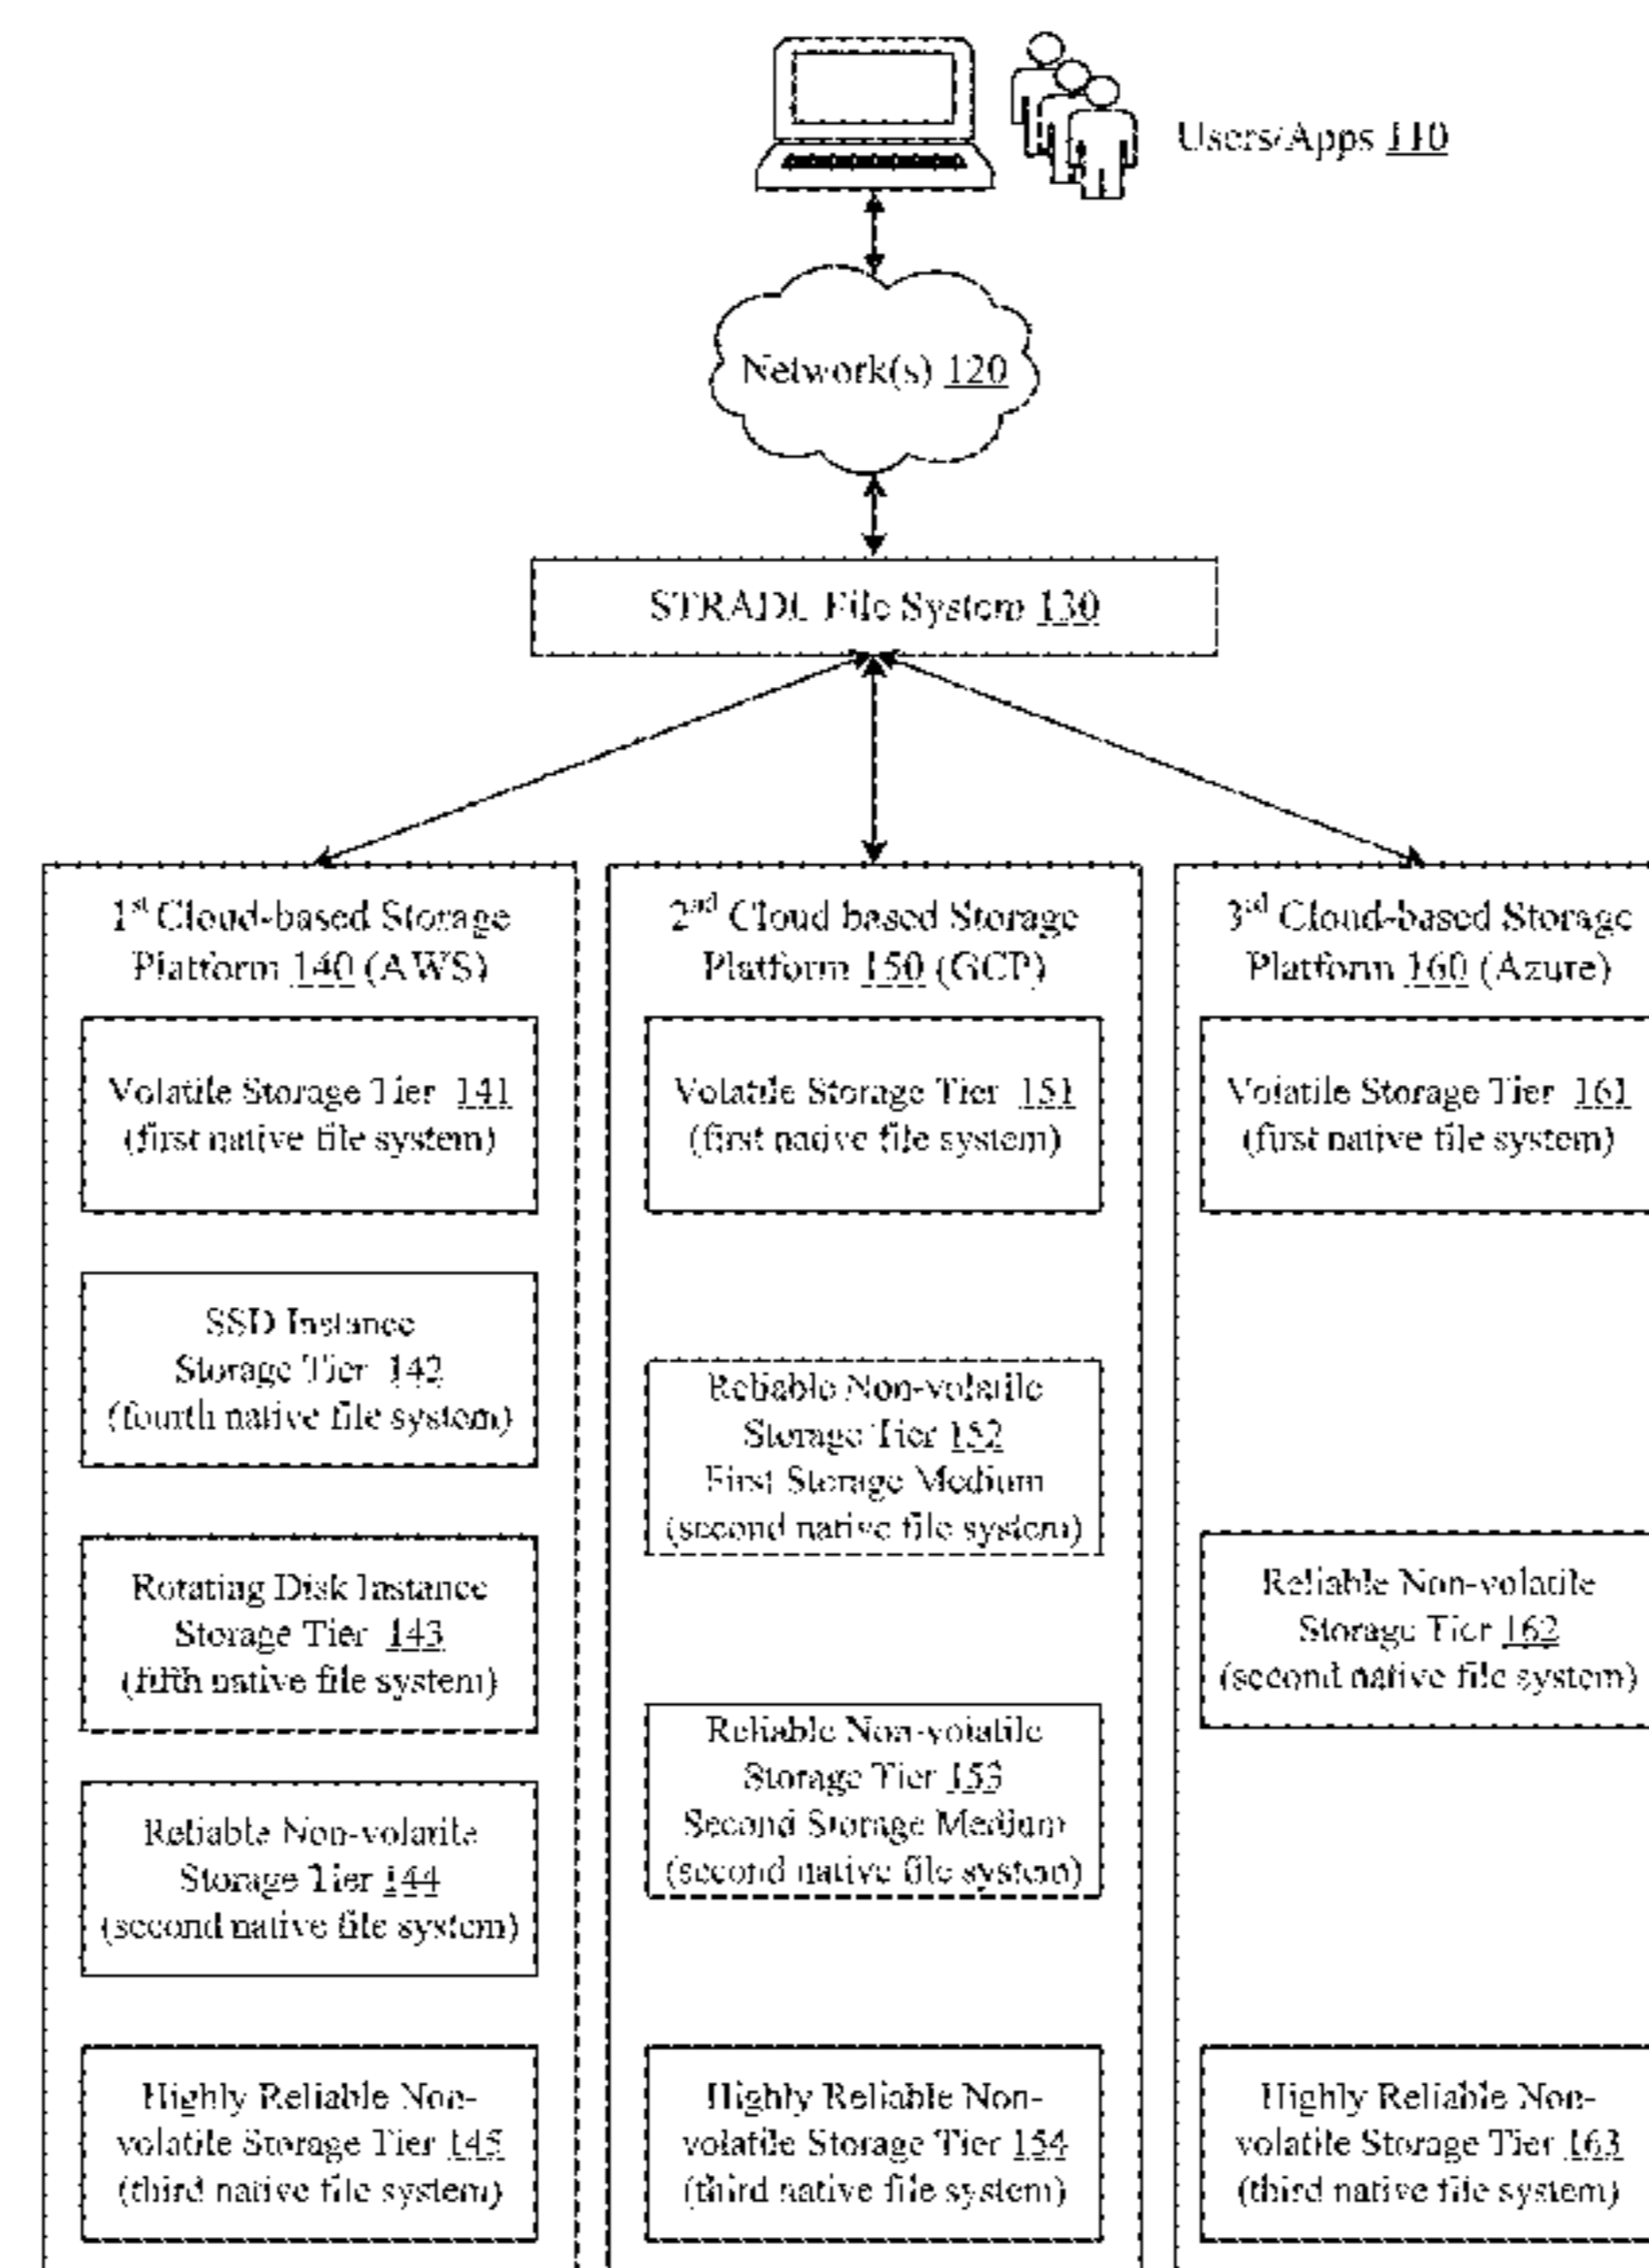 Users/Apps 110
Network(s) 120
STRADL File System 130
1st Cloud-based Storage
Platform 140 (AWS)
Volatile Storage Tier 141
(first native file system)
SSD Instance
Storage Tier 142
(fourth native file system)
Rotating Disk Instance
Storage Tier 143
(fifth native file system)
Reliable Non-volatile
Storage Tier 144
(second native file system)
Highly Reliable Non-
volatile Storage Tier 145
(third native file system)
2nd Cloud based Storage
Platform 150 (GCP)
Volatile Storage Tier 151
(first native file system)
Reliable Non-volatile
Storage Tier 152
First Storage Medium
(second native file system)
Reliable Non-volatile
Storage Tier 153
Second Storage Medium
(second native file system)
Highly Reliable Non-
volatile Storage Tier 154
(third native file system)
3rd Cloud-based Storage
Platform 160 (Azure)
Volatile Storage Tier 161
(first native file system)
Reliable Non-volatile
Storage Tier 162
(second native file system)
Highly Reliable Non-
volatile Storage Tier 163
(third native file system)